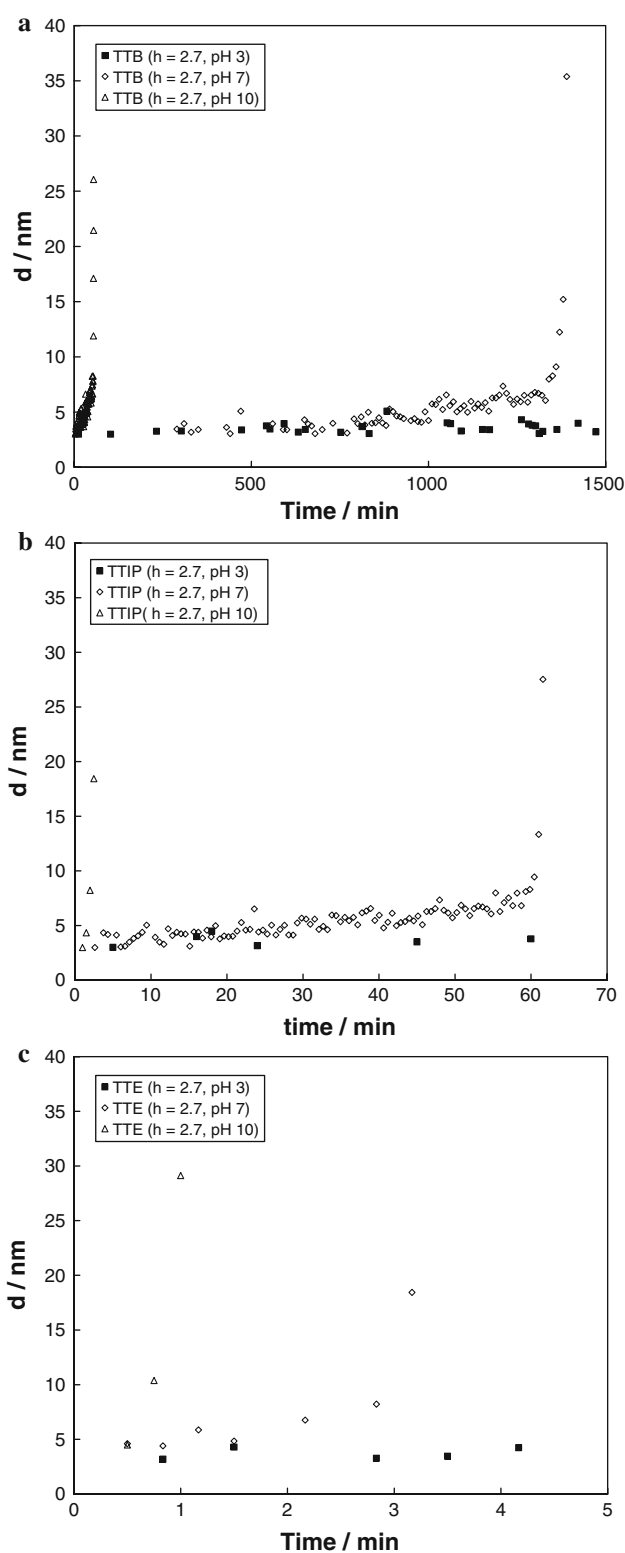 a
40
35
30
25
20
15
10
5
0
TTB (h = 2.7, pH 3)
TTB (h = 2.7, pH 7)
TTB (h = 2.7, pH 10)
d / nm
0 500 1000 1500
Time / min
b
40
35
30
25
20
15
10
5
0
TTIP (h = 2.7, pH 3)
TTIP (h = 2.7, pH 7)
TTIP( h = 2.7, pH 10)
d / nm
0 10 20 30 40 50 60 70
time / min
c
40
35
30
25
20
15
10
5
0
TTE (h = 2.7, pH 3)
TTE (h = 2.7, pH 7)
TTE (h = 2.7, pH 10)
d / nm
0 1 2 3 4 5
Time / min